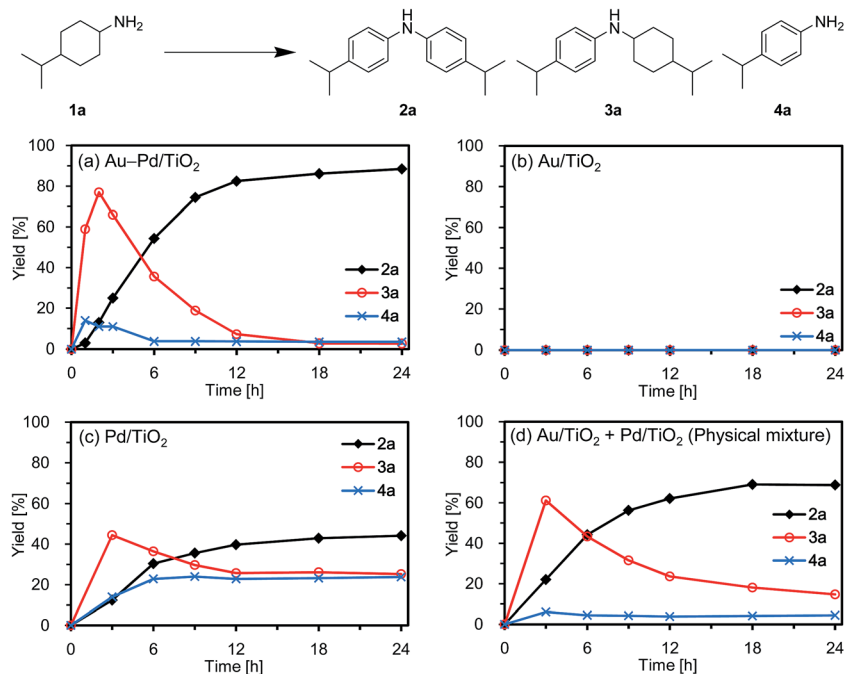 NH₂
1a
H
N
2a
H
N
3a
NH₂
4a
(a) Au–Pd/TiO₂
Yield [%]
100
80
60
40
20
0
0
6
12
18
24
Time [h]
2a
3a
4a
(b) Au/TiO₂
Yield [%]
100
80
60
40
20
0
0
6
12
18
24
Time [h]
2a
3a
4a
(c) Pd/TiO₂
Yield [%]
100
80
60
40
20
0
0
6
12
18
24
Time [h]
2a
3a
4a
(d) Au/TiO₂ + Pd/TiO₂ (Physical mixture)
Yield [%]
100
80
60
40
20
0
0
6
12
18
24
Time [h]
2a
3a
4a